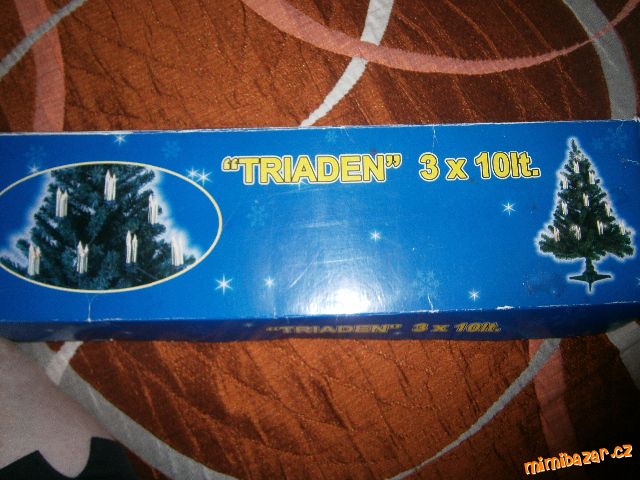 “TRIADEN” 3 x 10lt.
“TRIADEN” 3 x 10lt.
mimibazar.cz